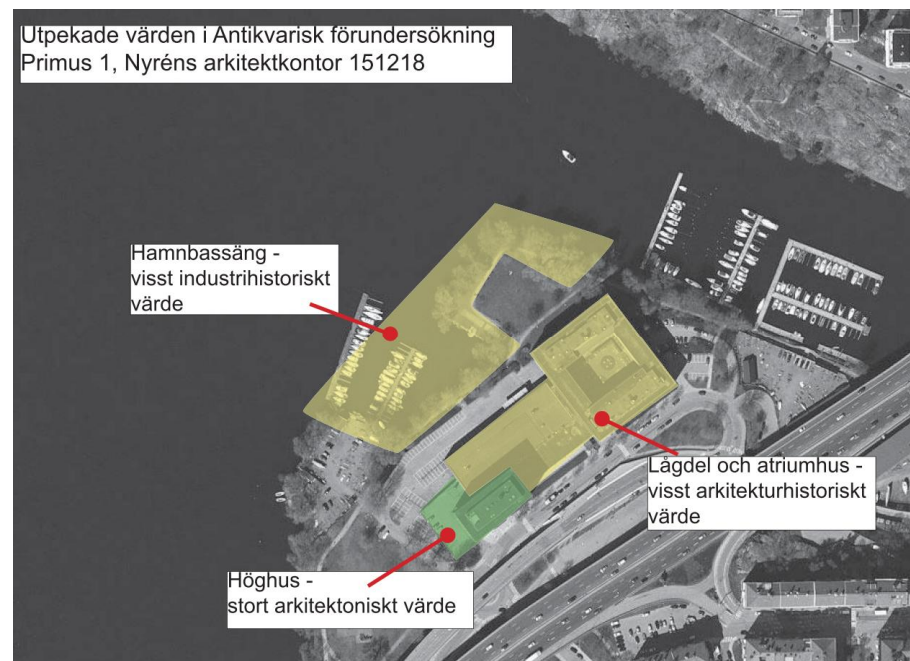 Utpekade värden i Antikvarisk förundersökning
Primus 1, Nyréns arkitektkontor 151218
Hamnbassäng -
visst industrihistoriskt
värde
Lågdel och atriumhus -
visst arkitekturhistoriskt
värde
Höghus -
stort arkitektoniskt värde